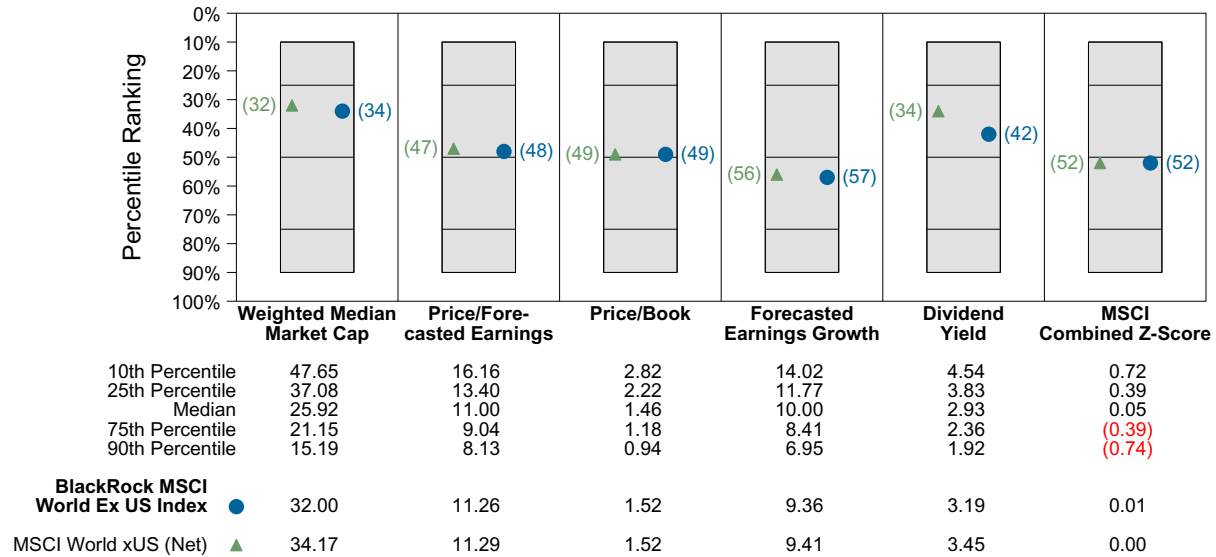 Percentile Ranking
0%
10%
20%
30%
40%
50%
60%
70%
80%
90%
100%
(32) (34)
(47) (48)
(49) (49)
(56) (57)
(34) (42)
(52) (52)
Weighted Median Market Cap
Price/Fore-casted Earnings
Price/Book
Forecasted Earnings Growth
Dividend Yield
MSCI Combined Z-Score
10th Percentile 47.65 16.16 2.82 14.02 4.54 0.72
25th Percentile 37.08 13.40 2.22 11.77 3.83 0.39
Median 25.92 11.00 1.46 10.00 2.93 0.05
75th Percentile 21.15 9.04 1.18 8.41 2.36 (0.39)
90th Percentile 15.19 8.13 0.94 6.95 1.92 (0.74)
BlackRock MSCI
World Ex US Index 32.00 11.26 1.52 9.36 3.19 0.01
MSCI World xUS (Net) 34.17 11.29 1.52 9.41 3.45 0.00